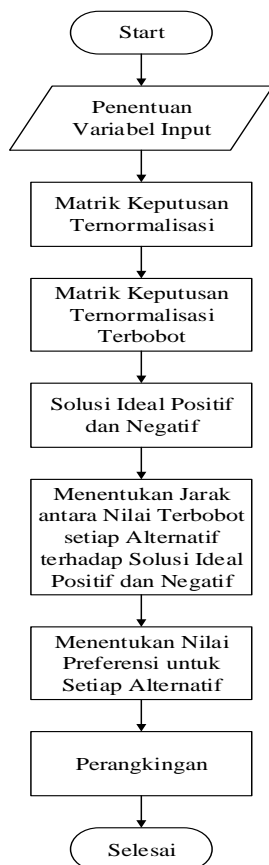 Start
Penentuan
Variabel Input
Matrik Keputusan
Ternormalisasi
Matrik Keputusan
Ternormalisasi
Terbobot
Solusi Ideal Positif
dan Negatif
Menentukan Jarak
antara Nilai Terbobot
setiap Alternatif
terhadap Solusi Ideal
Positif dan Negatif
Menentukan Nilai
Preferensi untuk
Setiap Alternatif
Perangkingan
Selesai